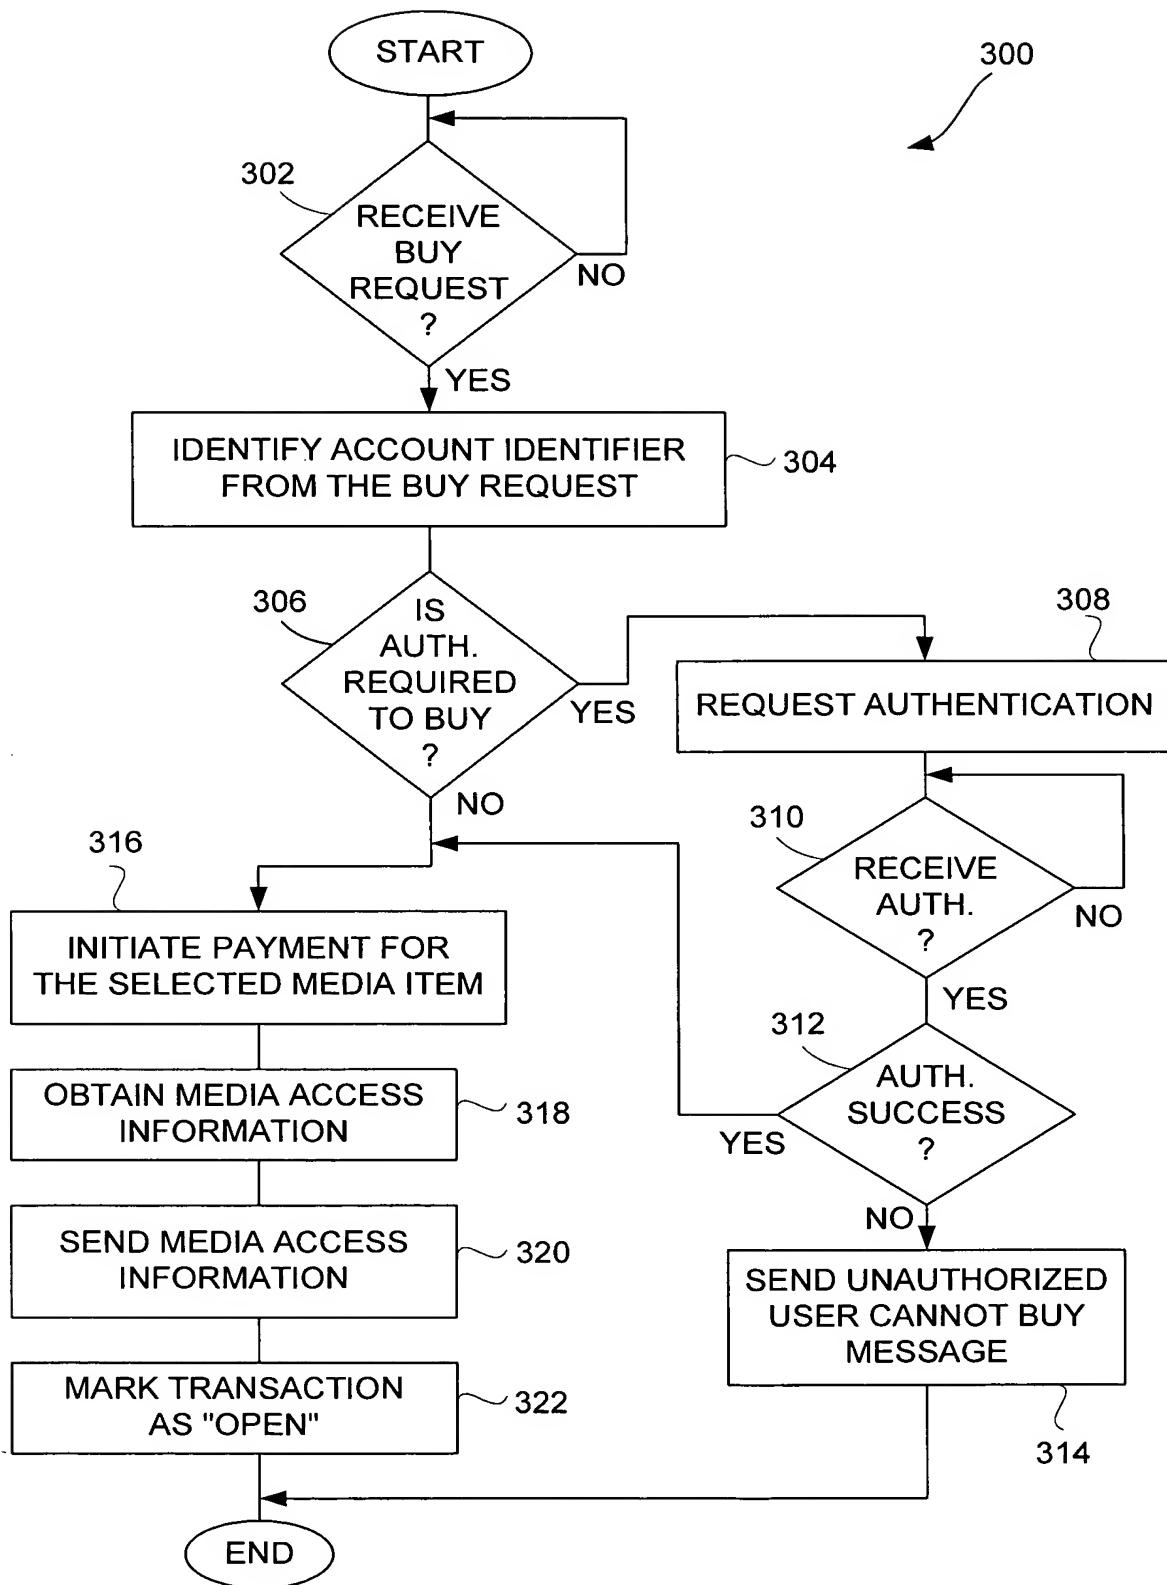 START
300
302
RECEIVE
BUY
REQUEST
?
NO
YES
IDENTIFY ACCOUNT IDENTIFIER
FROM THE BUY REQUEST
304
306
IS
AUTH.
REQUIRED
TO BUY
?
YES
NO
308
REQUEST AUTHENTICATION
310
RECEIVE
AUTH.
?
NO
YES
312
AUTH.
SUCCESS
?
YES
NO
SEND UNAUTHORIZED
USER CANNOT BUY
MESSAGE
314
316
INITIATE PAYMENT FOR
THE SELECTED MEDIA ITEM
OBTAIN MEDIA ACCESS
INFORMATION
318
SEND MEDIA ACCESS
INFORMATION
320
MARK TRANSACTION
AS "OPEN"
322
END